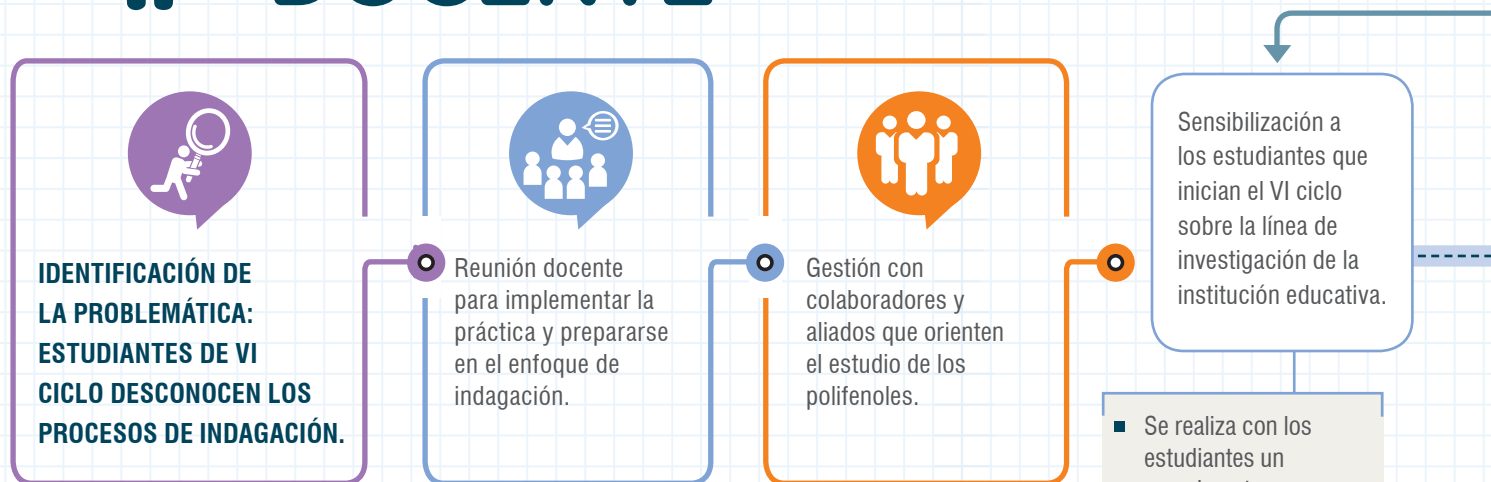 DOCENTE
IDENTIFICACIÓN DE
LA PROBLEMÁTICA:
ESTUDIANTES DE VI
CICLO DESCONOCEN LOS
PROCESOS DE INDAGACIÓN.
Reunión docente
para implementar la
práctica y prepararse
en el enfoque de
indagación.
Gestión con
colaboradores y
aliados que orienten
el estudio de los
polifenoles.
Sensibilización a
los estudiantes que
inician el VI ciclo
sobre la línea de
investigación de la
institución educativa.
■ Se realiza con los
estudiantes un